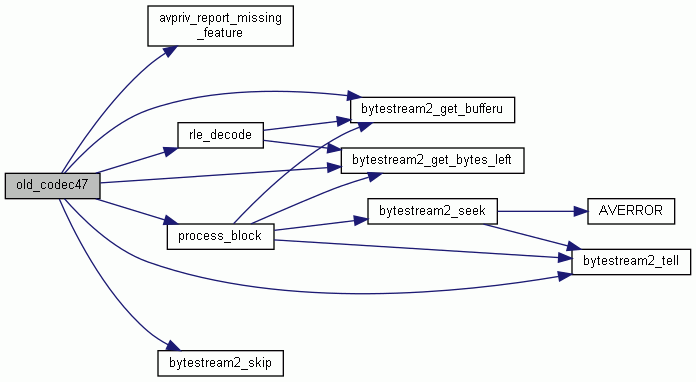 avpriv_report_missing
_feature
bytestream2_get_bufferu
rle_decode
bytestream2_get_bytes_left
old_codec47
bytestream2_seek
AVERROR
process_block
bytestream2_tell
bytestream2_skip